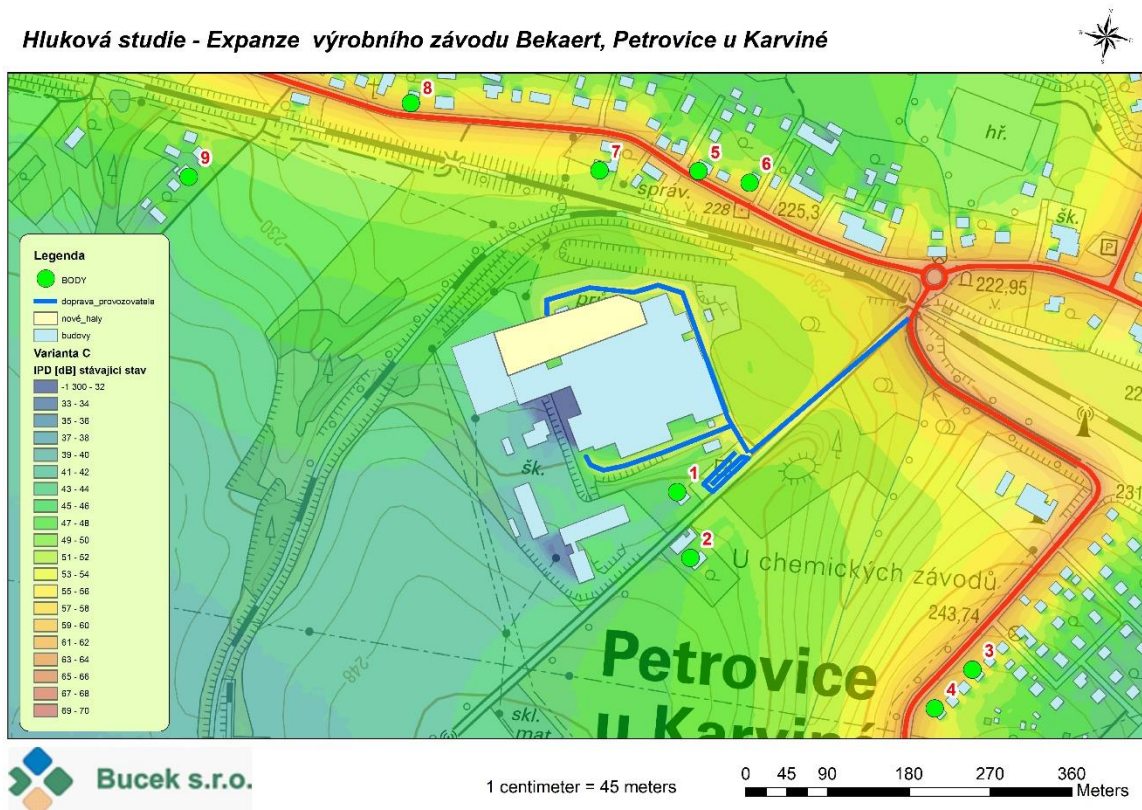 Hluková studie - Expanze výrobního závodu Bekaert, Petrovice u Karviné
8
9
7
5
6
hř.
správ.
228
225,3
šk.
P
222,95
230
230
Legenda
BODY
doprava_provozovatele
nové_haly
budovy
Varianta C
IPD [dB] stávající stav
-1 300 - 32
33 - 34
35 - 36
37 - 38
39 - 40
41 - 42
43 - 44
45 - 46
47 - 48
49 - 50
51 - 52
53 - 54
55 - 56
57 - 58
59 - 60
61 - 62
63 - 64
65 - 66
67 - 68
69 - 70
šk.
1
2
231
U chemických závodů
243,74
248
3
4
Petrovice
u Karviné
skl.
mat.
Bucek s.r.o.
1 centimeter = 45 meters
0 45 90 180 270 360
Meters